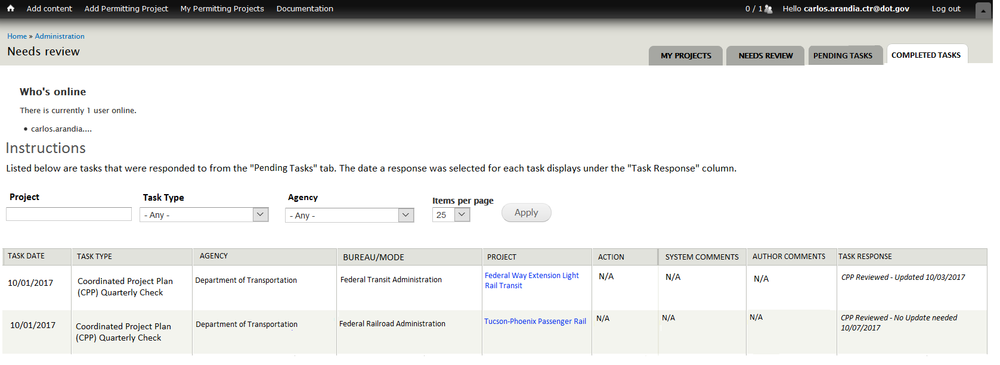 Add content Add Permitting Project My Permitting Projects Documentation 0 / 1 Hello carlos.arandia.ctr@dot.gov Log out
Home » Administration
Needs review
MY PROJECTS NEEDS REVIEW PENDING TASKS COMPLETED TASKS
Who's online
There is currently 1 user online.
• carlos.arandia....
Instructions
Listed below are tasks that were responded to from the "Pending Tasks" tab. The date a response was selected for each task displays under the "Task Response" column.
Project Task Type Agency Items per page
- Any - - Any - 25 Apply
TASK DATE TASK TYPE AGENCY BUREAU/MODE PROJECT ACTION SYSTEM COMMENTS AUTHOR COMMENTS TASK RESPONSE
10/01/2017 Coordinated Project Plan Department of Transportation Federal Transit Administration Federal Way Extension Light N/A N/A N/A CPP Reviewed - Updated 10/03/2017
(CPP) Quarterly Check Rail Transit
10/01/2017 Coordinated Project Plan Department of Transportation Federal Railroad Administration Tucson-Phoenix Passenger Rail N/A N/A N/A CPP Reviewed - No Update needed
(CPP) Quarterly Check 10/07/2017